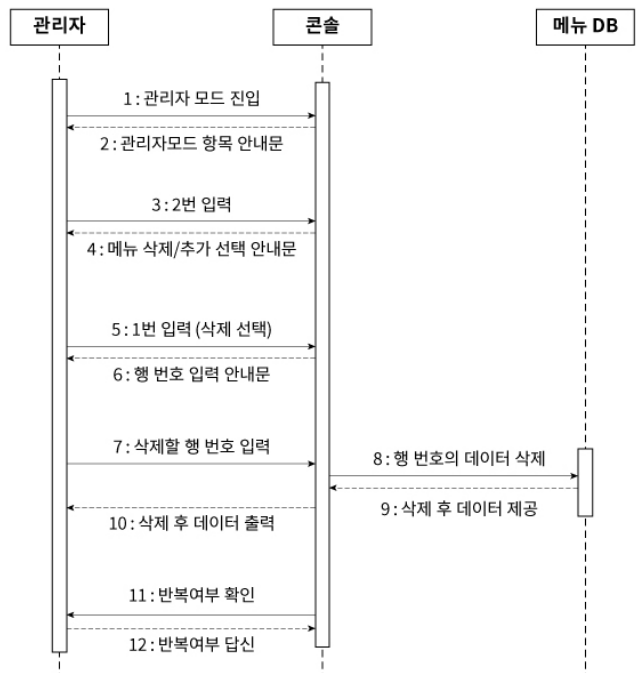 관리자
콘솔
메뉴 DB
1 : 관리자 모드 진입
2 : 관리자모드 항목 안내문
3 : 2번 입력
4 : 메뉴 삭제/추가 선택 안내문
5 : 1번 입력 (삭제 선택)
6 : 행 번호 입력 안내문
7 : 삭제할 행 번호 입력
8 : 행 번호의 데이터 삭제
9 : 삭제 후 데이터 제공
10 : 삭제 후 데이터 출력
11 : 반복여부 확인
12 : 반복여부 답신